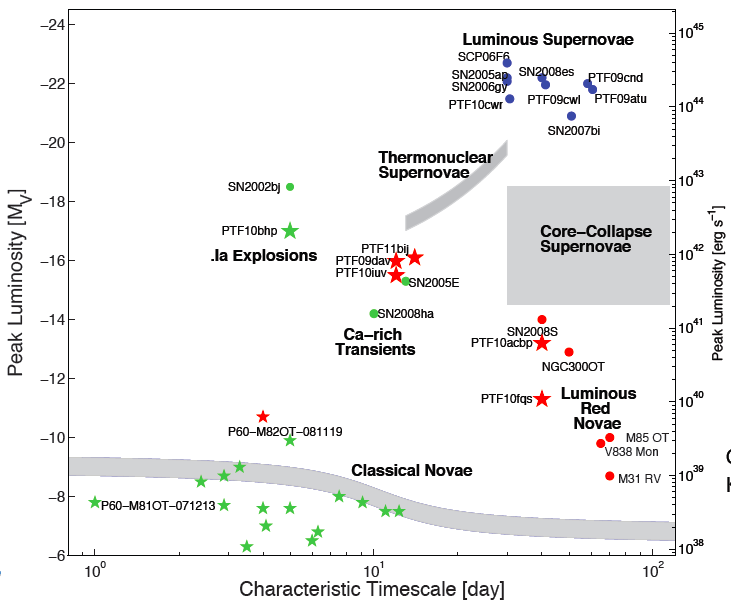 −24
−22
−20
−18
−16
−14
−12
−10
−8
−6
Peak Luminosity [M_V]
10^0
10^1
10^2
Characteristic Timescale [day]
10^45
10^44
10^43
10^42
10^41
10^40
10^39
10^38
Peak Luminosity [erg s^−1]
Luminous Supernovae
SCP06F6
SN2005ap
SN2008es
SN2006gy
PTF09cnd
PTF10cwr
PTF09cwl
PTF09atu
SN2007bi
Thermonuclear
Supernovae
SN2002bj
PTF10bhp
.Ia Explosions
Core−Collapse
Supernovae
PTF11bij
PTF09dav
PTF10iuv
SN2005E
SN2008ha
Ca−rich
Transients
SN2008S
PTF10acbp
NGC300OT
PTF10fqs
Luminous
Red
Novae
P60−M82OT−081119
M85 OT
V838 Mon
M31 RV
Classical Novae
P60−M81OT−071213